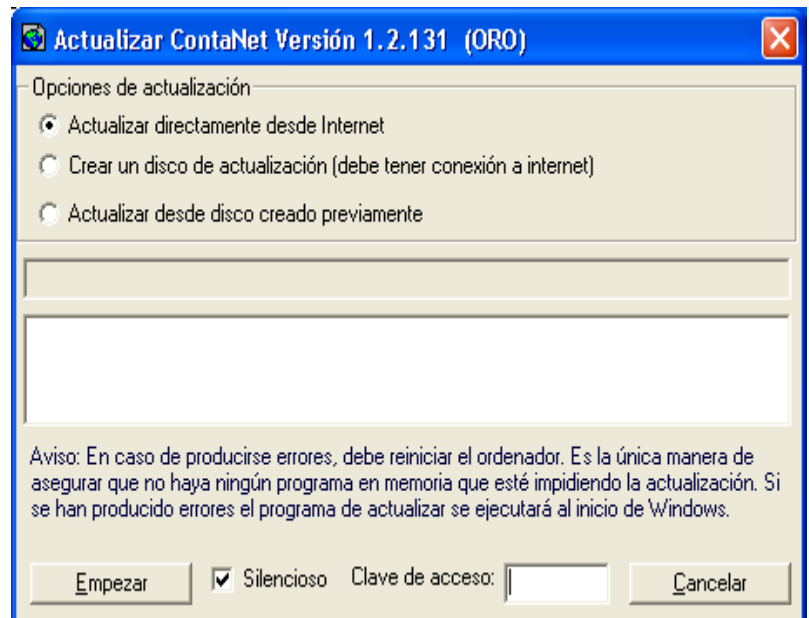 Actualizar ContaNet Versión 1.2.131 (ORO)
Opciones de actualización
Actualizar directamente desde Internet
Crear un disco de actualización (debe tener conexión a internet)
Actualizar desde disco creado previamente
Aviso: En caso de producirse errores, debe reiniciar el ordenador. Es la única manera de
asegurar que no haya ningún programa en memoria que esté impidiendo la actualización. Si
se han producido errores el programa de actualizar se ejecutará al inicio de Windows.
Empezar Silencioso Clave de acceso: Cancelar